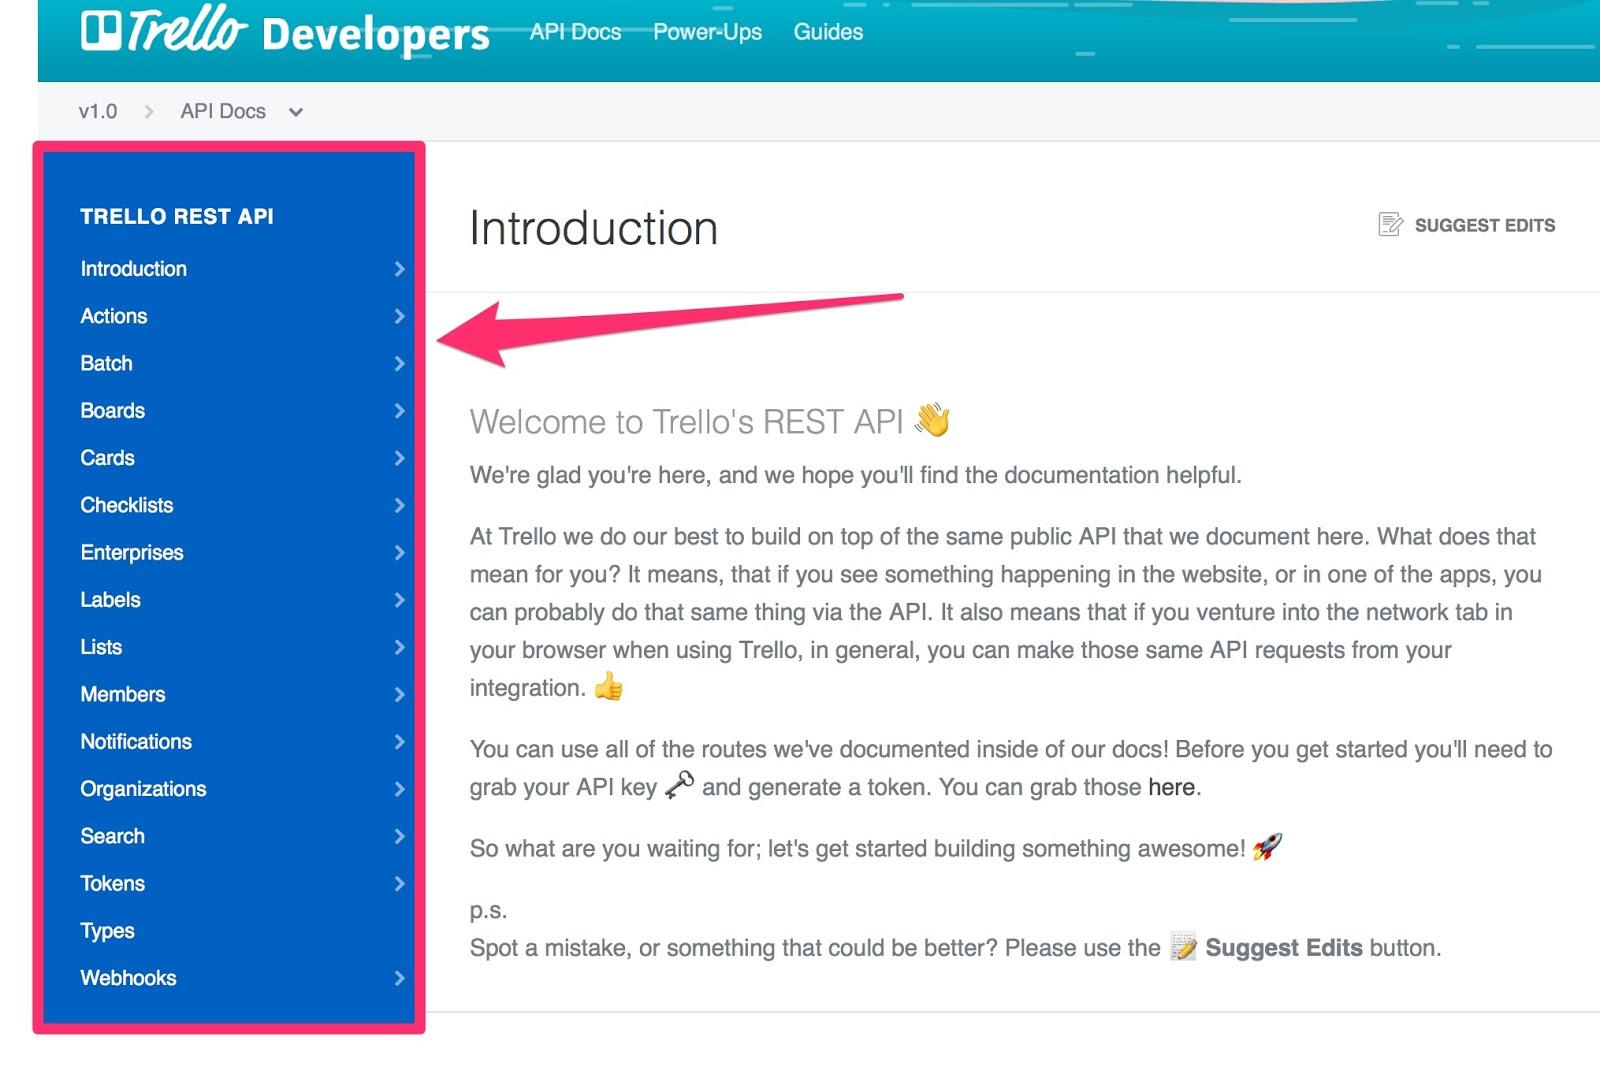 Trello Developers API Docs Power-Ups Guides
v1.0 API Docs
TRELLO REST API
Introduction
Actions
Batch
Boards
Cards
Checklists
Enterprises
Labels
Lists
Members
Notifications
Organizations
Search
Tokens
Types
Webhooks
Introduction
SUGGEST EDITS
Welcome to Trello's REST API 👋
We're glad you're here, and we hope you'll find the documentation helpful.
At Trello we do our best to build on top of the same public API that we document here. What does that
mean for you? It means, that if you see something happening in the website, or in one of the apps, you
can probably do that same thing via the API. It also means that if you venture into the network tab in
your browser when using Trello, in general, you can make those same API requests from your
integration. 👍
You can use all of the routes we've documented inside of our docs! Before you get started you'll need to
grab your API key 🗝 and generate a token. You can grab those here.
So what are you waiting for; let's get started building something awesome! 🚀
p.s.
Spot a mistake, or something that could be better? Please use the 📝 Suggest Edits button.